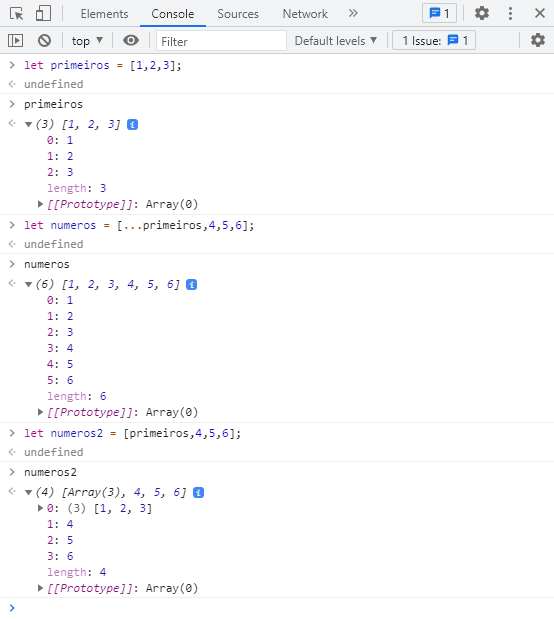 Elements Console Sources Network » 1
top ▼ Filter Default levels ▼ 1 Issue: 1
> let primeiros = [1,2,3];
undefined
> primeiros
▼ (3) [1, 2, 3] i
0: 1
1: 2
2: 3
length: 3
▶ [[Prototype]]: Array(0)
> let numeros = [...primeiros,4,5,6];
undefined
> numeros
▼ (6) [1, 2, 3, 4, 5, 6] i
0: 1
1: 2
2: 3
3: 4
4: 5
5: 6
length: 6
▶ [[Prototype]]: Array(0)
> let numeros2 = [primeiros,4,5,6];
undefined
> numeros2
▼ (4) [Array(3), 4, 5, 6] i
▶ 0: (3) [1, 2, 3]
1: 4
2: 5
3: 6
length: 4
▶ [[Prototype]]: Array(0)
>